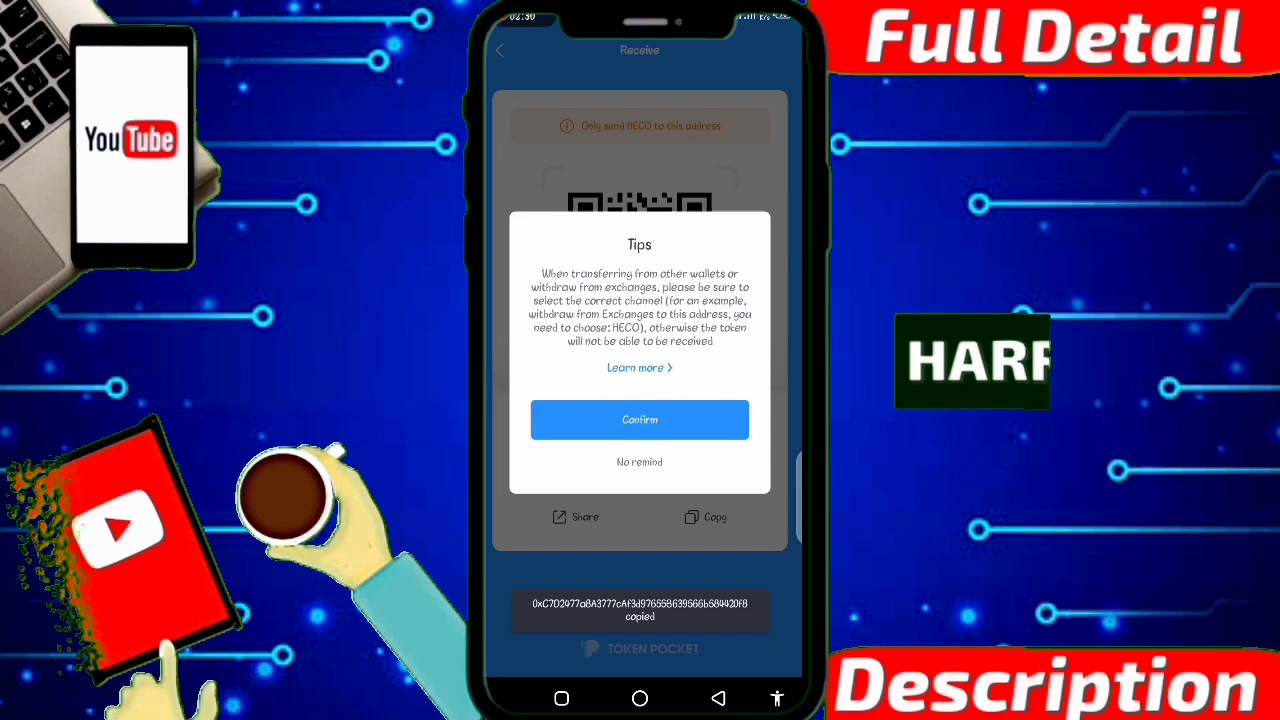 Full Detail
You Tube
02:30
Receive
Only send HECO to this address
Tips
When transferring from other wallets or
withdraw from exchanges, please be sure to
select the correct channel (for an example,
withdraw from Exchanges to this address, you
need to choose: HECO), otherwise the token
will not be able to be received
Learn more >
Confirm
No remind
HARF
Share
Copy
copied
TOKEN POCKET
Description